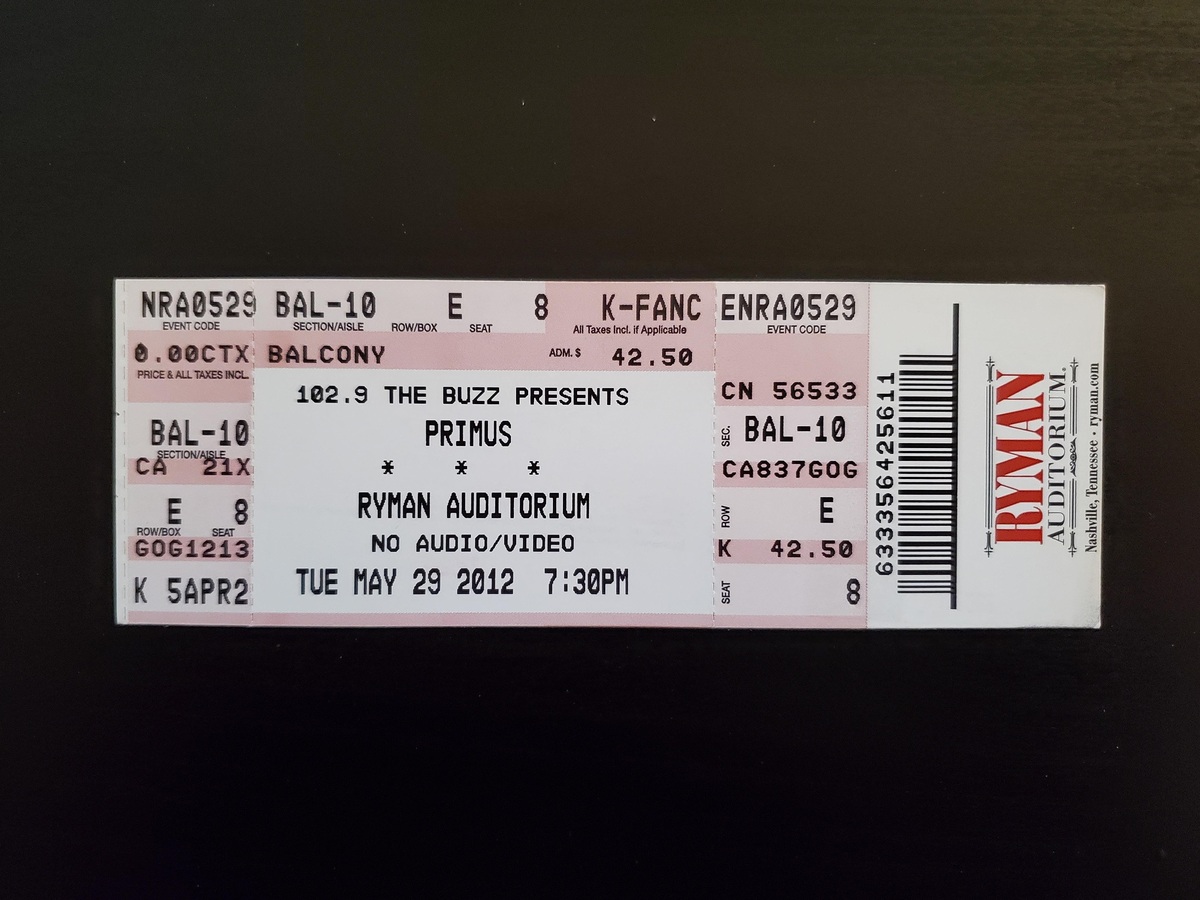 NRA0529
EVENT CODE
0.00CTX
PRICE & ALL TAXES INCL.
BAL-10
SECTION/AISLE
CA 21X
E 8
ROW/BOX SEAT
GOG1213
K 5APR2
BAL-10 E 8 K-FANC
SECTION/AISLE ROW/BOX SEAT All Taxes Incl. if Applicable
BALCONY ADM. $ 42.50
102.9 THE BUZZ PRESENTS
PRIMUS
* * *
RYMAN AUDITORIUM
NO AUDIO/VIDEO
TUE MAY 29 2012 7:30PM
ENRA0529
EVENT CODE
CN 56533
SEC. BAL-10
CA837GOG
ROW E
K 42.50
SEAT 8
633356425611
RYMAN
AUDITORIUM.
Nashville, Tennessee • ryman.com